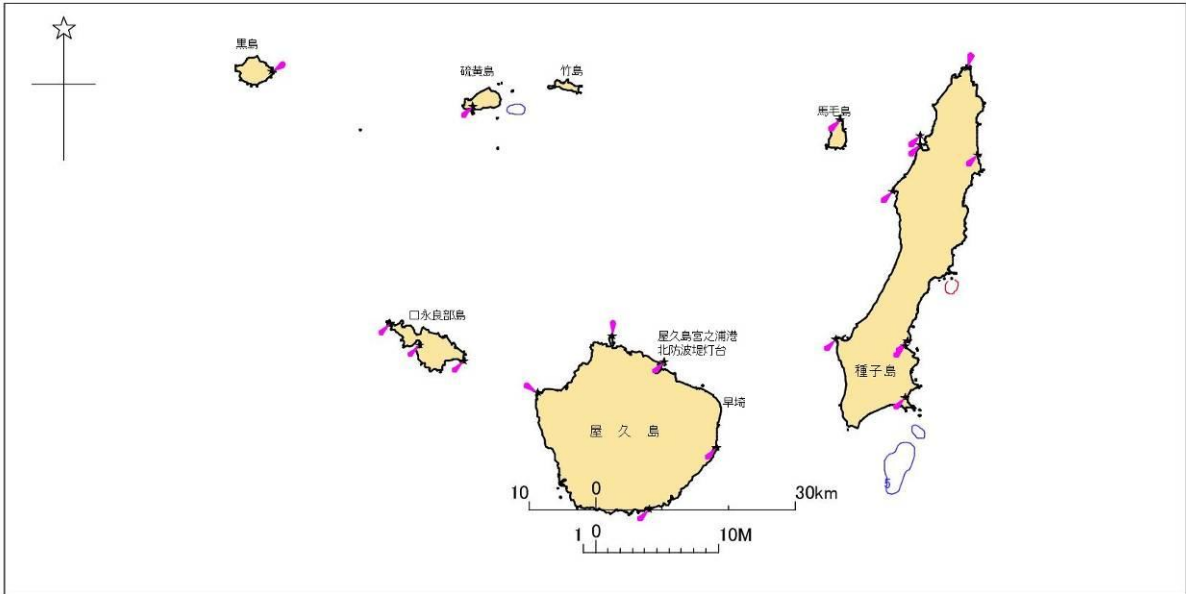 黒島
硫黄島
竹島
馬毛島
口永良部島
屋久島宮之浦港
北防波堤灯台
種子島
早埼
屋久島
5
10 0 30km
1 0 10M